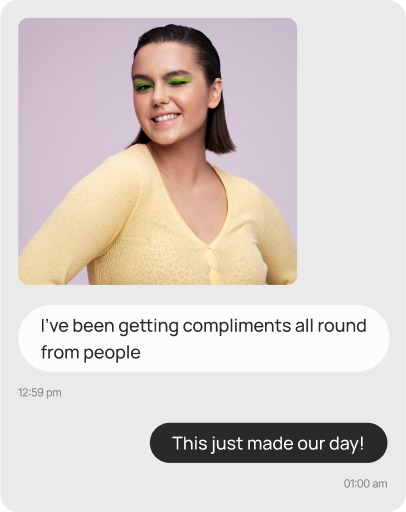 I've been getting compliments all round
from people
12:59 pm
This just made our day!
01:00 am